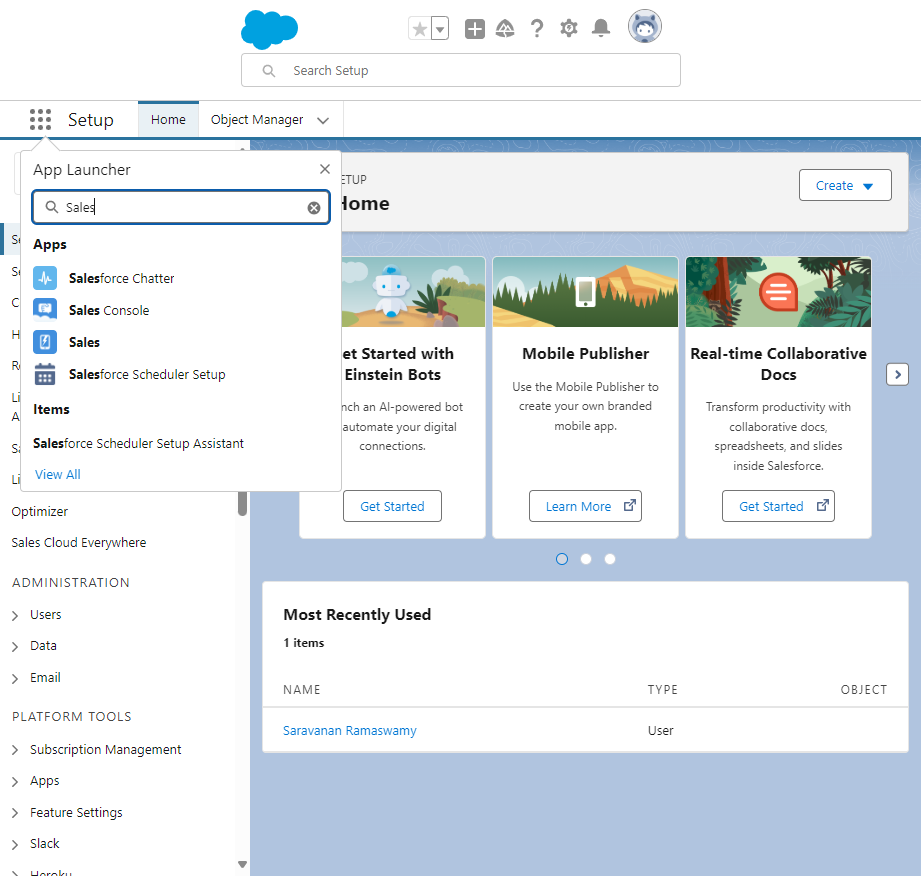 Search Setup
Setup
Home
Object Manager
App Launcher
Sales
Apps
Salesforce Chatter
Sales Console
Sales
Salesforce Scheduler Setup
Items
Salesforce Scheduler Setup Assistant
View All
Optimizer
Sales Cloud Everywhere
ADMINISTRATION
Users
Data
Email
PLATFORM TOOLS
Subscription Management
Apps
Feature Settings
Slack
Heroku
ETUP
Home
Create
et Started with
Einstein Bots
nch an AI-powered bot
automate your digital
connections.
Get Started
Mobile Publisher
Use the Mobile Publisher to
create your own branded
mobile app.
Learn More
Real-time Collaborative
Docs
Transform productivity with
collaborative docs,
spreadsheets, and slides
inside Salesforce.
Get Started
Most Recently Used
1 items
NAME TYPE OBJECT
Saravanan Ramaswamy User